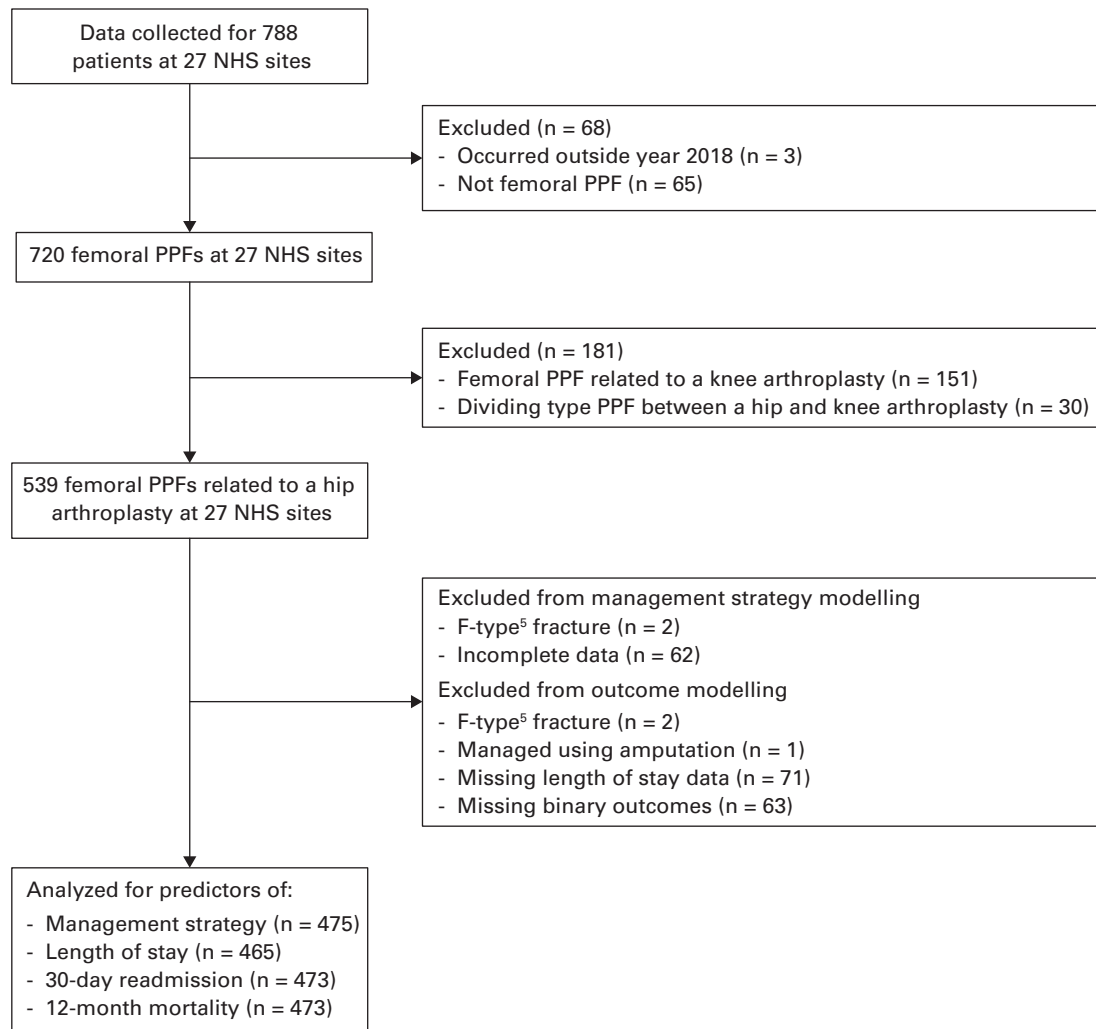 Data collected for 788
patients at 27 NHS sites
Excluded (n = 68)
- Occurred outside year 2018 (n = 3)
- Not femoral PPF (n = 65)
720 femoral PPFs at 27 NHS sites
Excluded (n = 181)
- Femoral PPF related to a knee arthroplasty (n = 151)
- Dividing type PPF between a hip and knee arthroplasty (n = 30)
539 femoral PPFs related to a hip
arthroplasty at 27 NHS sites
Excluded from management strategy modelling
- F-type⁵ fracture (n = 2)
- Incomplete data (n = 62)
Excluded from outcome modelling
- F-type⁵ fracture (n = 2)
- Managed using amputation (n = 1)
- Missing length of stay data (n = 71)
- Missing binary outcomes (n = 63)
Analyzed for predictors of:
- Management strategy (n = 475)
- Length of stay (n = 465)
- 30-day readmission (n = 473)
- 12-month mortality (n = 473)